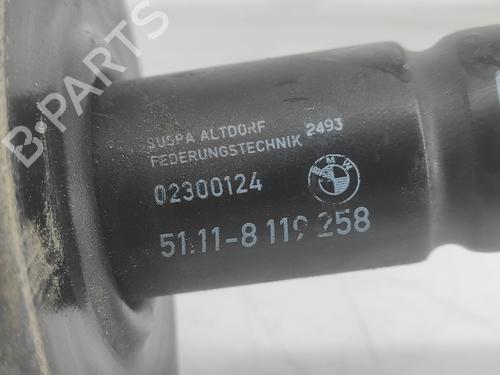 B-PARTS
SUSPA ALTDORF
FEDERUNGSTECHNIK 2493
02300124
BMW
51.11-8 119 258